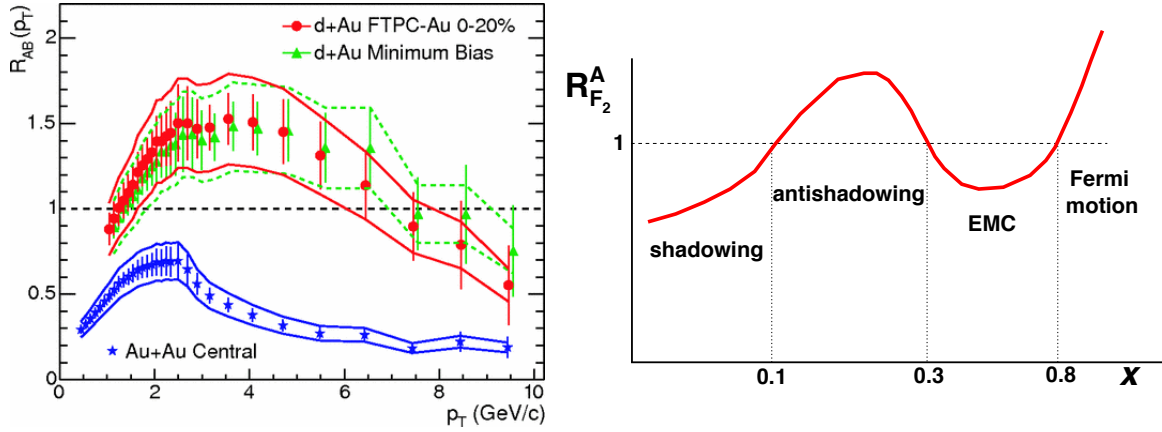 R_AB(p_T)
2
1.5
1
0.5
0
d+Au FTPC-Au 0-20%
d+Au Minimum Bias
Au+Au Central
0 2 4 6 8 10
p_T (GeV/c)
R^A_F_2
1
shadowing
antishadowing
EMC
Fermi
motion
0.1 0.3 0.8 x